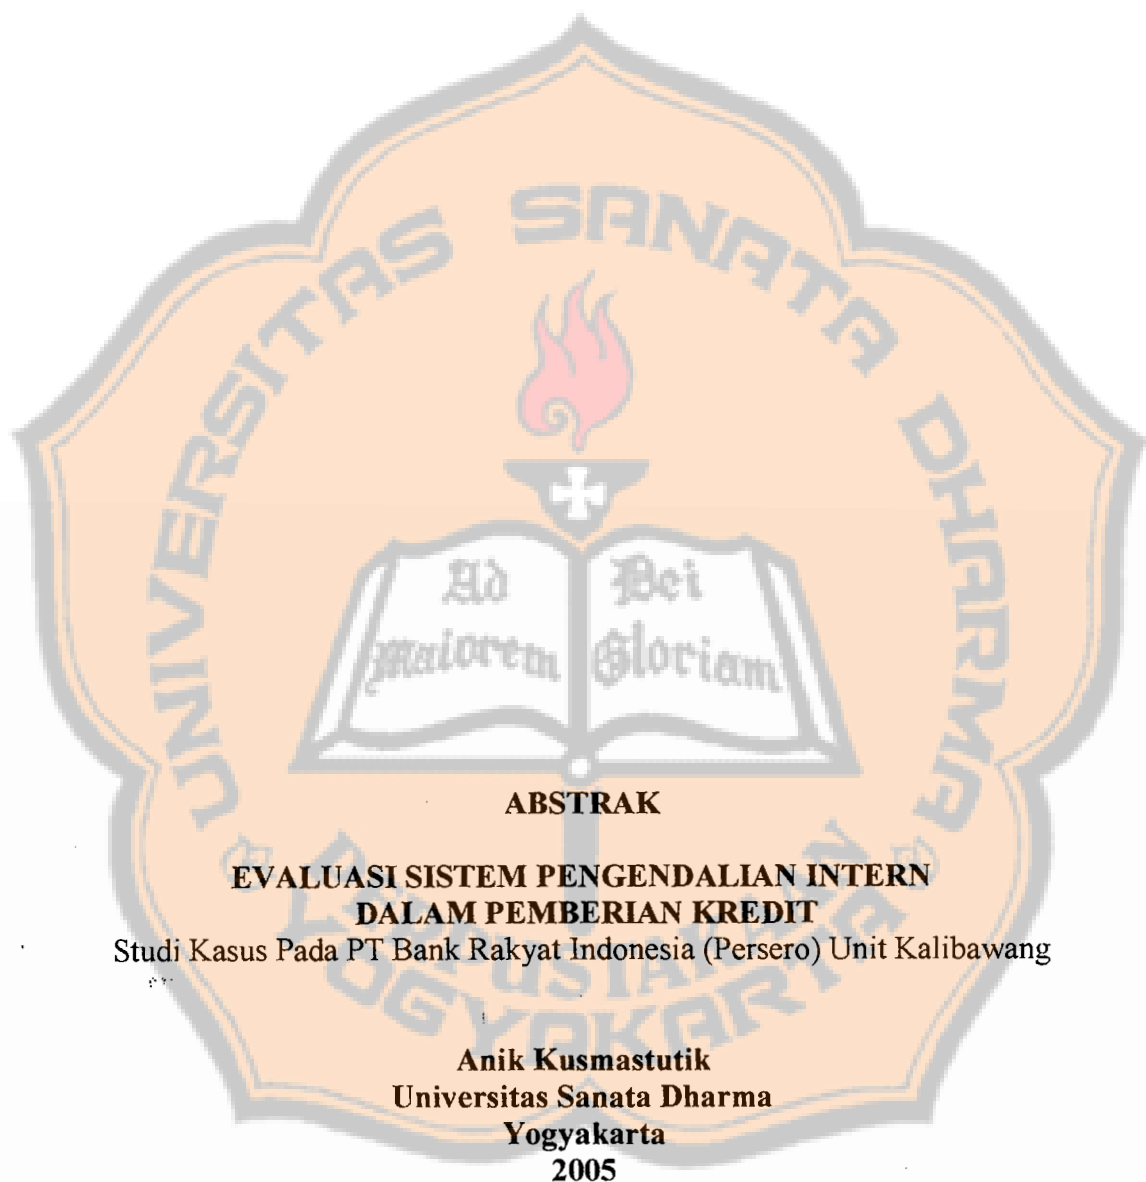 UNIVERSITAS SANATA DHARMA
Ad Dei
Maiorem Gloriam
ABSTRAK
PERPUSTAKAAN
EVALUASI SISTEM PENGENDALIAN INTERN
DALAM PEMBERIAN KREDIT
Studi Kasus Pada PT Bank Rakyat Indonesia (Persero) Unit Kalibawang
YOGYAKARTA
Anik Kusmastutik
Universitas Sanata Dharma
Yogyakarta
2005